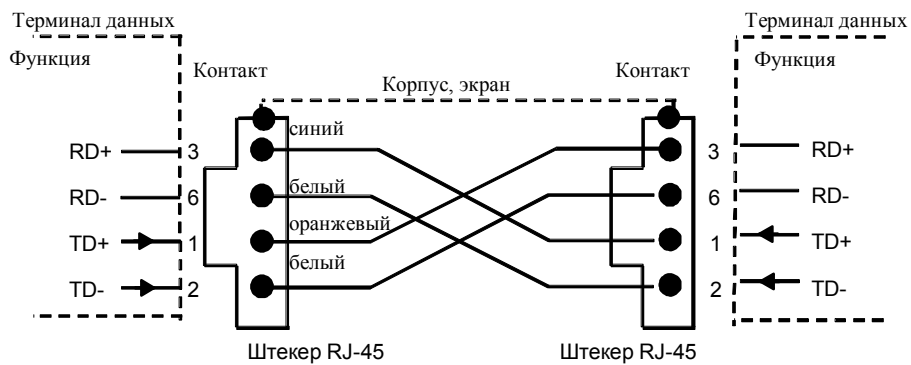 Терминал данных
Терминал данных
Функция
Функция
Контакт
Контакт
Корпус, экран
синий
RD+ 3
3 RD+
белый
RD- 6
6 RD-
оранжевый
TD+ 1
1 TD+
белый
TD- 2
2 TD-
Штекер RJ-45
Штекер RJ-45